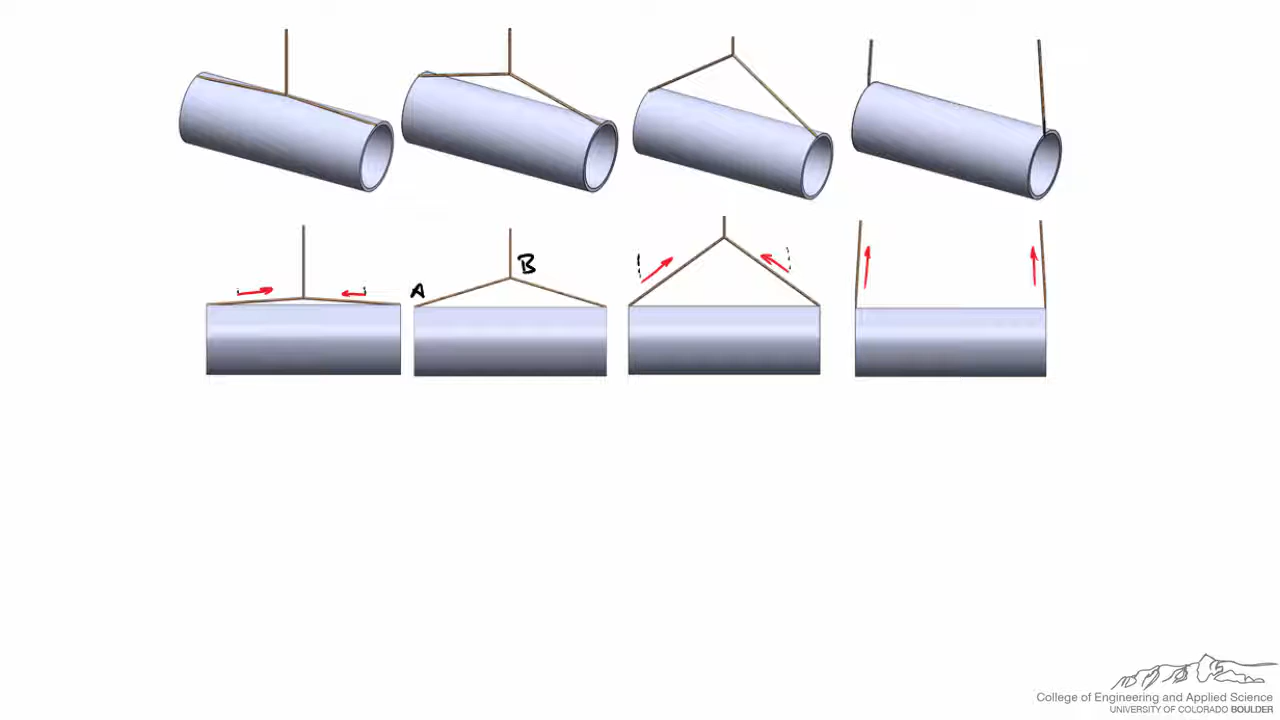 B
A
College of Engineering and Applied Science
UNIVERSITY OF COLORADO BOULDER